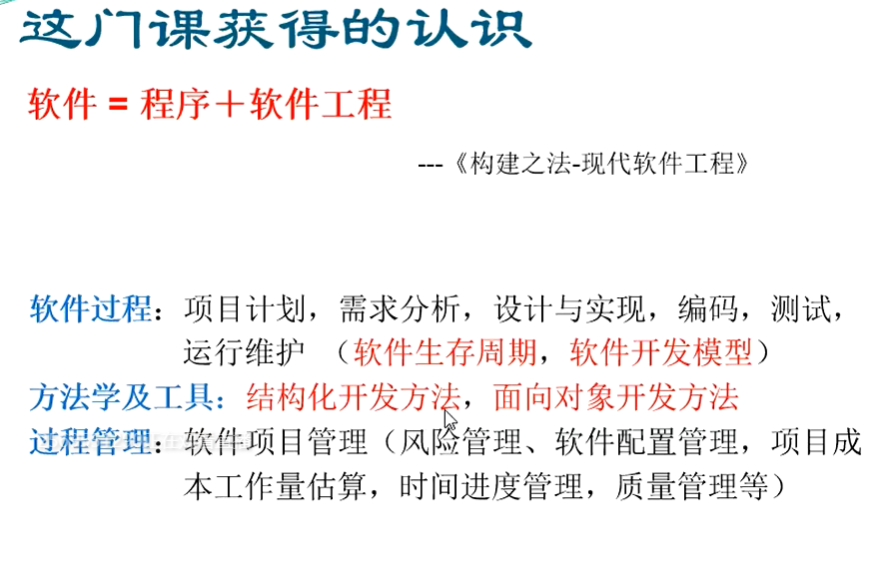 这门课获得的认识
软件 = 程序＋软件工程
---《构建之法-现代软件工程》
软件过程：项目计划，需求分析，设计与实现，编码，测试，
运行维护 （软件生存周期，软件开发模型）
方法学及工具：结构化开发方法，面向对象开发方法
过程管理：软件项目管理（风险管理、软件配置管理，项目成
本工作量估算，时间进度管理，质量管理等）